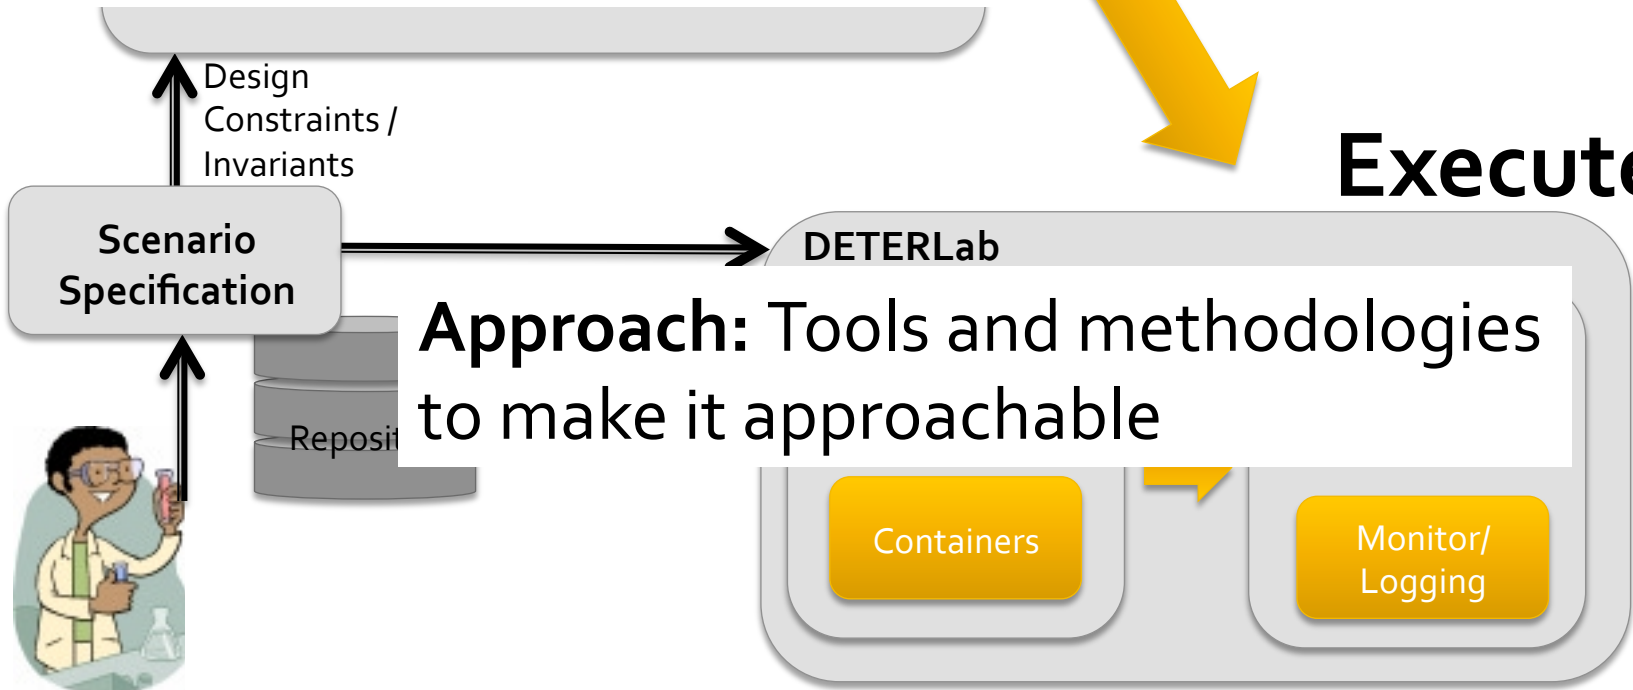 Design
Constraints /
Invariants
Execute
Scenario
Specification
DETERLab
Approach: Tools and methodologies
to make it approachable
Containers
Monitor/
Logging